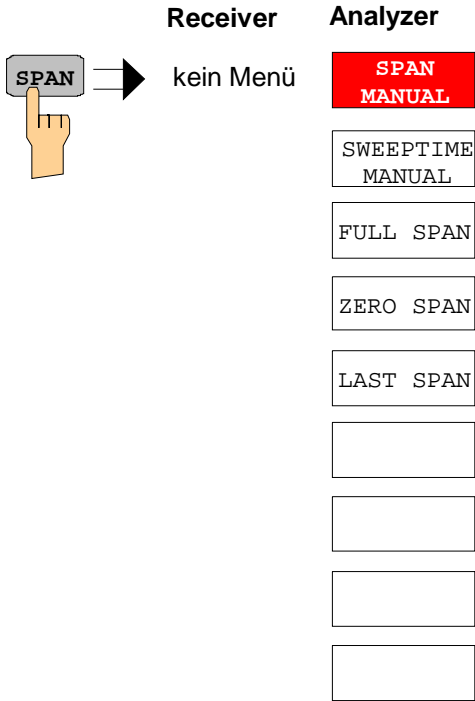 Receiver Analyzer
SPAN kein Menü SPAN
MANUAL
SWEEPTIME
MANUAL
FULL SPAN
ZERO SPAN
LAST SPAN